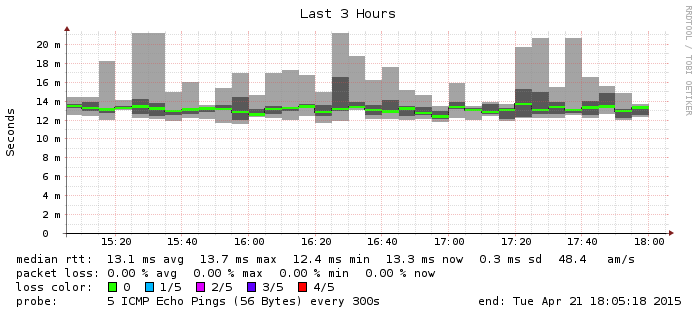 Last 3 Hours
RRDTOOL / TOBI OETIKER
Seconds
20 m
18 m
16 m
14 m
12 m
10 m
8 m
6 m
4 m
2 m
0
15:20 15:40 16:00 16:20 16:40 17:00 17:20 17:40 18:00
median rtt: 13.1 ms avg 13.7 ms max 12.4 ms min 13.3 ms now 0.3 ms sd 48.4 am/s
packet loss: 0.00 % avg 0.00 % max 0.00 % min 0.00 % now
loss color: 0 1/5 2/5 3/5 4/5
probe: 5 ICMP Echo Pings (56 Bytes) every 300s end: Tue Apr 21 18:05:18 2015